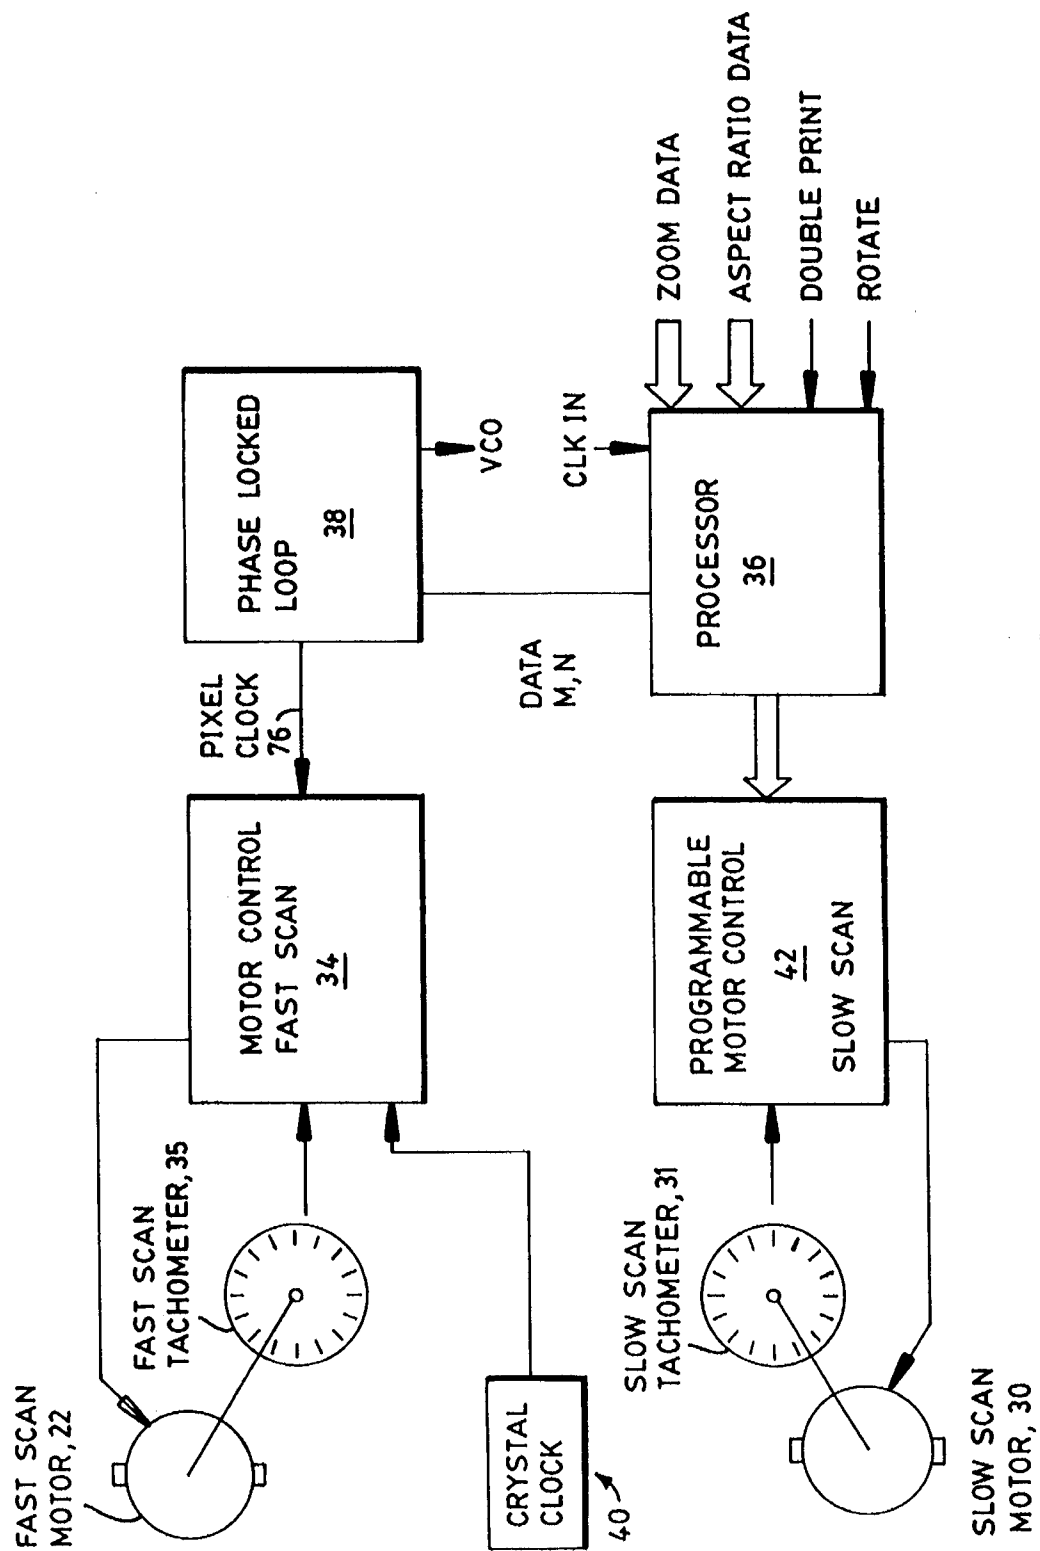 FAST SCAN
MOTOR, 22
FAST SCAN
TACHOMETER, 35
MOTOR CONTROL
FAST SCAN
34
PIXEL
CLOCK
76
PHASE LOCKED
LOOP
38
VCO
CRYSTAL
CLOCK
40
DATA
M,N
CLK IN
SLOW SCAN
TACHOMETER, 31
SLOW SCAN
MOTOR, 30
PROGRAMMABLE
MOTOR CONTROL
42
SLOW SCAN
PROCESSOR
36
ZOOM DATA
ASPECT RATIO DATA
DOUBLE PRINT
ROTATE